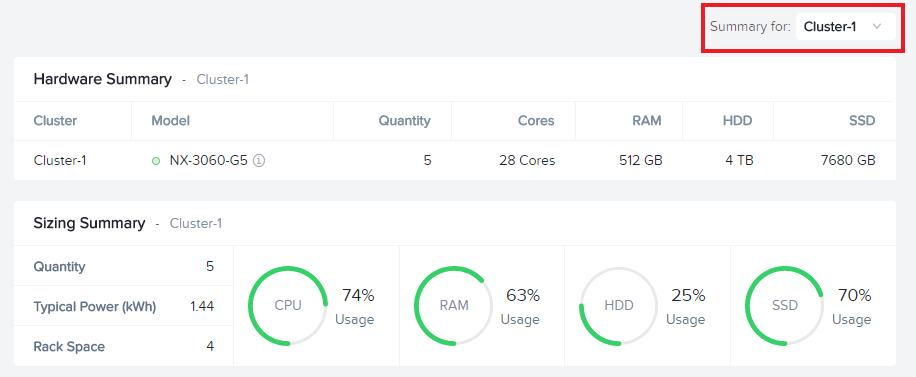 Summary for: Cluster-1
Hardware Summary - Cluster-1
Cluster Model Quantity Cores RAM HDD SSD
Cluster-1 NX-3060-G5 5 28 Cores 512 GB 4 TB 7680 GB
Sizing Summary - Cluster-1
Quantity 5
Typical Power (kWh) 1.44
Rack Space 4
CPU 74% Usage
RAM 63% Usage
HDD 25% Usage
SSD 70% Usage